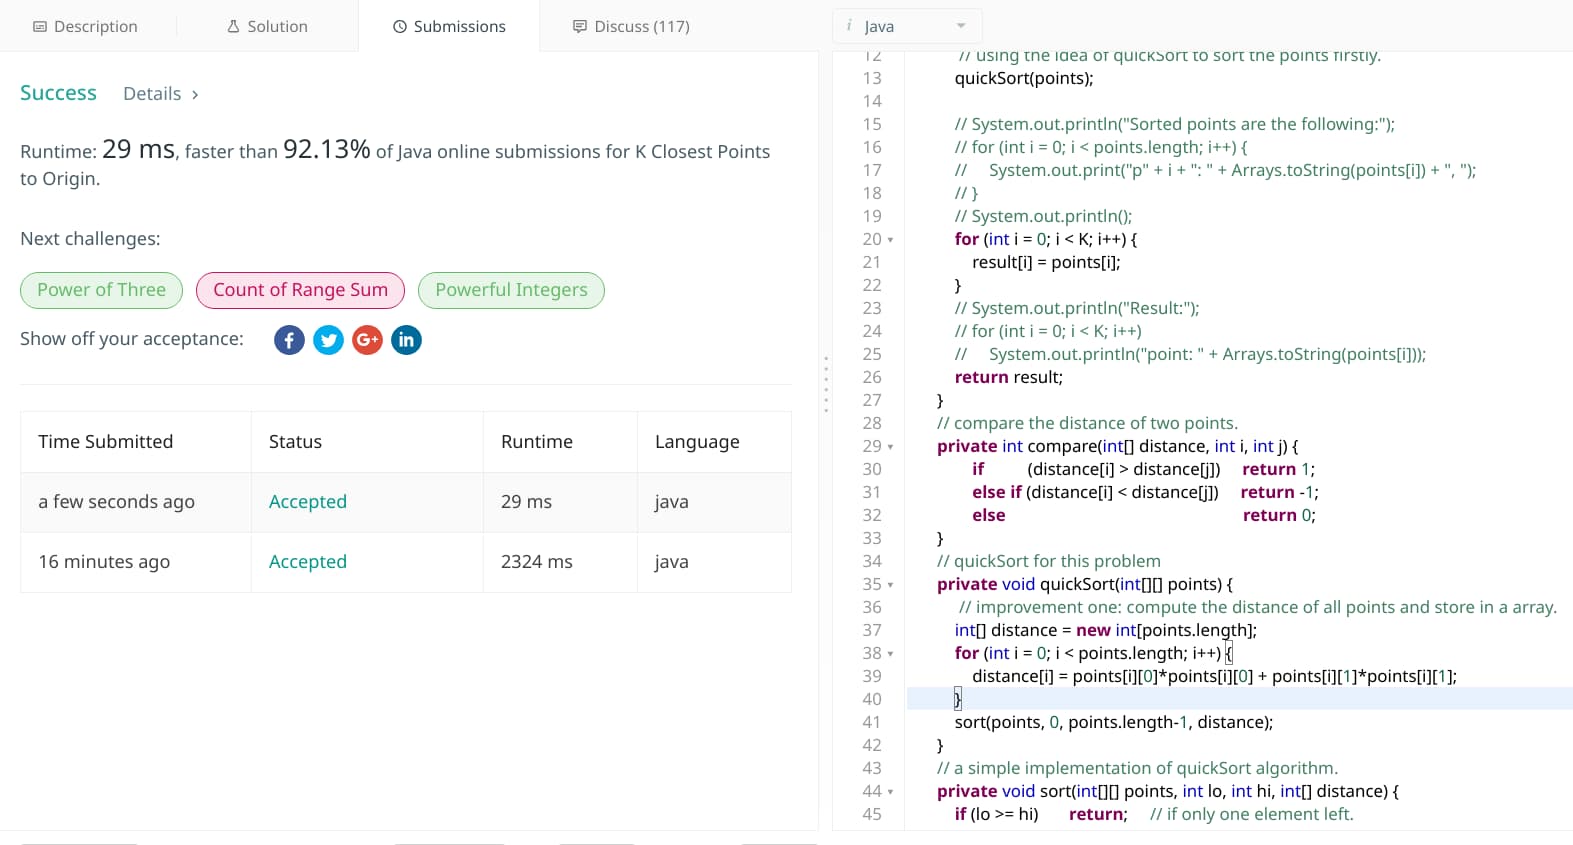 Description
Solution
Submissions
Discuss (117)
Success Details ›
Runtime: 29 ms, faster than 92.13% of Java online submissions for K Closest Points
to Origin.
Next challenges:
Power of Three Count of Range Sum Powerful Integers
Show off your acceptance: f G+ in
Time Submitted Status Runtime Language
a few seconds ago Accepted 29 ms java
16 minutes ago Accepted 2324 ms java
i Java
12 // using the idea of quickSort to sort the points firstly.
13 quickSort(points);
14
15 // System.out.println("Sorted points are the following:");
16 // for (int i = 0; i < points.length; i++) {
17 // System.out.print("p" + i + ": " + Arrays.toString(points[i]) + ", ");
18 // }
19 // System.out.println();
20 for (int i = 0; i < K; i++) {
21 result[i] = points[i];
22 }
23 // System.out.println("Result:");
24 // for (int i = 0; i < K; i++)
25 // System.out.println("point: " + Arrays.toString(points[i]));
26 return result;
27 }
28 // compare the distance of two points.
29 private int compare(int[] distance, int i, int j) {
30 if (distance[i] > distance[j]) return 1;
31 else if (distance[i] < distance[j]) return -1;
32 else return 0;
33 }
34 // quickSort for this problem
35 private void quickSort(int[][] points) {
36 // improvement one: compute the distance of all points and store in a array.
37 int[] distance = new int[points.length];
38 for (int i = 0; i < points.length; i++) {
39 distance[i] = points[i][0]*points[i][0] + points[i][1]*points[i][1];
40 }
41 sort(points, 0, points.length-1, distance);
42 }
43 // a simple implementation of quickSort algorithm.
44 private void sort(int[][] points, int lo, int hi, int[] distance) {
45 if (lo >= hi) return; // if only one element left.